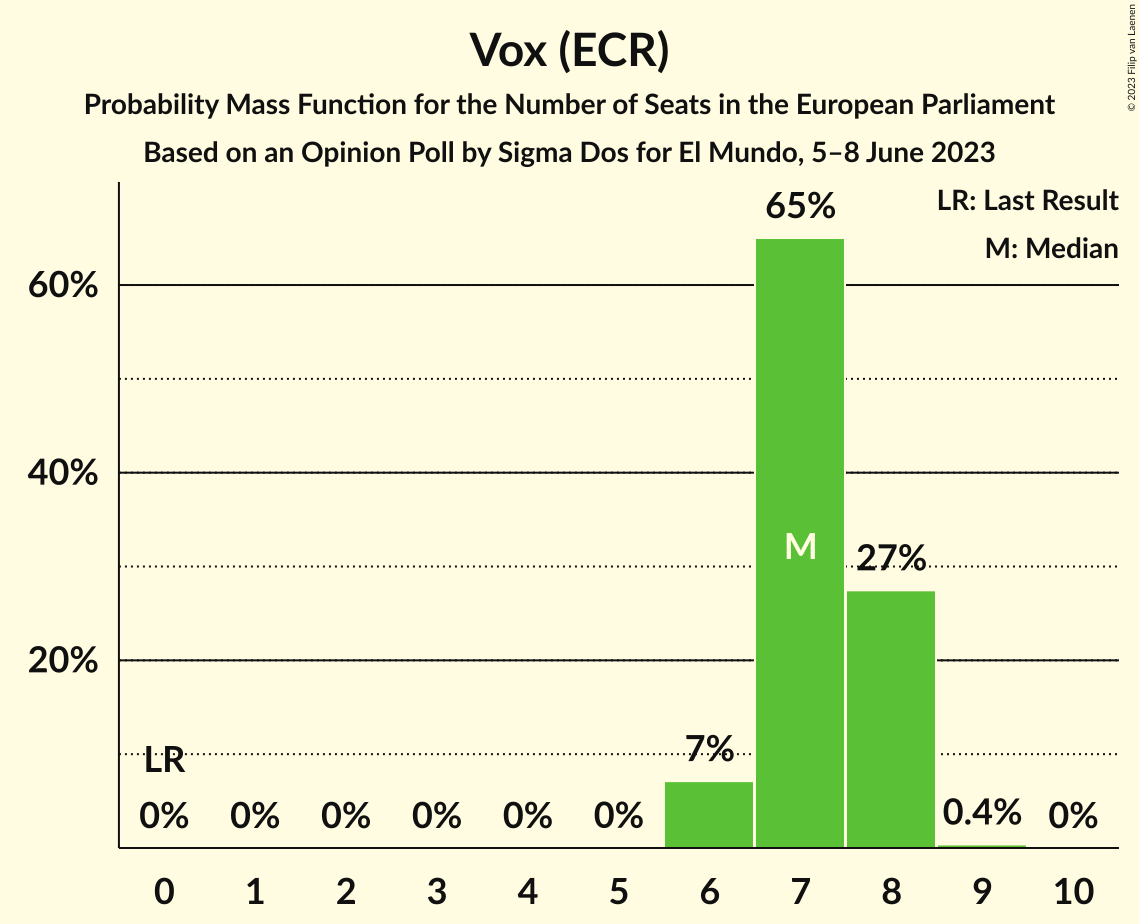 Vox (ECR)
Probability Mass Function for the Number of Seats in the European Parliament
Based on an Opinion Poll by Sigma Dos for El Mundo, 5–8 June 2023
© 2023 Filip van Laenen
LR: Last Result
M: Median
65%
60%
40%
M
27%
20%
7%
LR
0% 0% 0% 0% 0% 0% 0.4% 0%
0 1 2 3 4 5 6 7 8 9 10